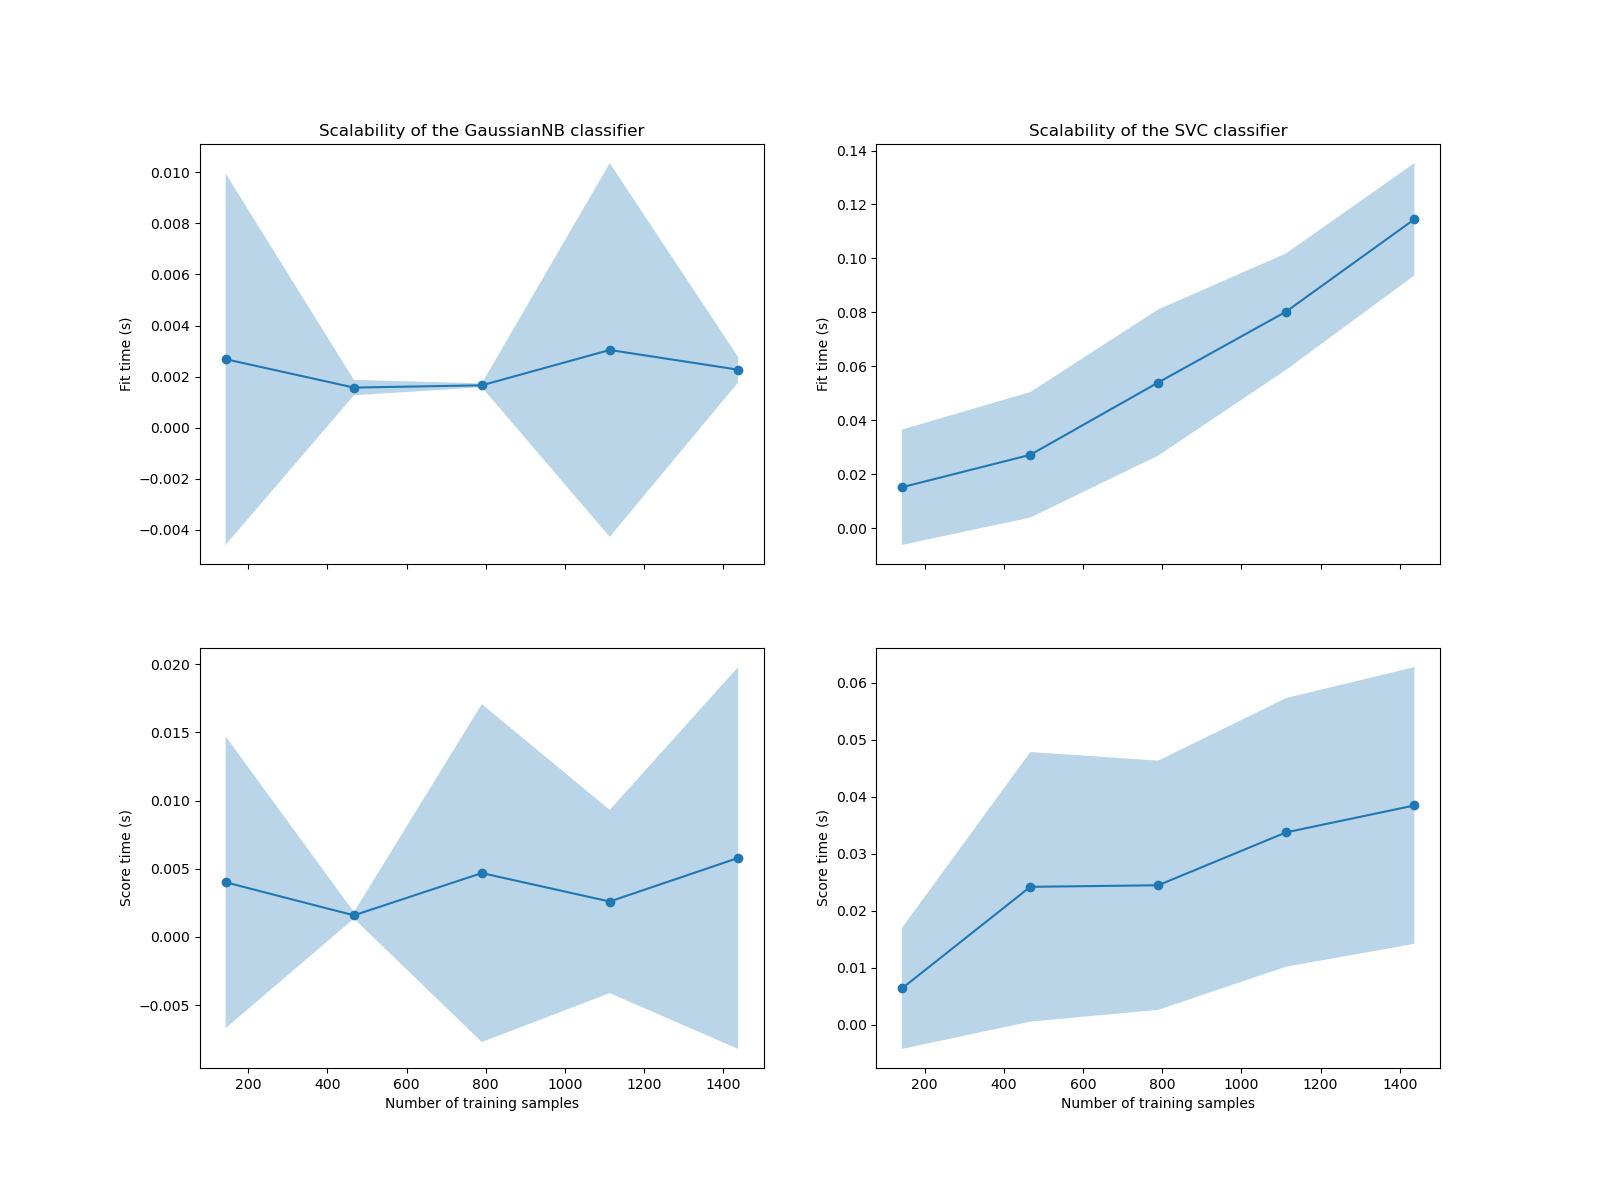 Scalability of the GaussianNB classifier
0.010
0.008
0.006
0.004
0.002
0.000
−0.002
−0.004
Fit time (s)
Scalability of the SVC classifier
0.14
0.12
0.10
0.08
0.06
0.04
0.02
0.00
Fit time (s)
0.020
0.015
0.010
0.005
0.000
−0.005
Score time (s)
200 400 600 800 1000 1200 1400
Number of training samples
0.06
0.05
0.04
0.03
0.02
0.01
0.00
Score time (s)
200 400 600 800 1000 1200 1400
Number of training samples